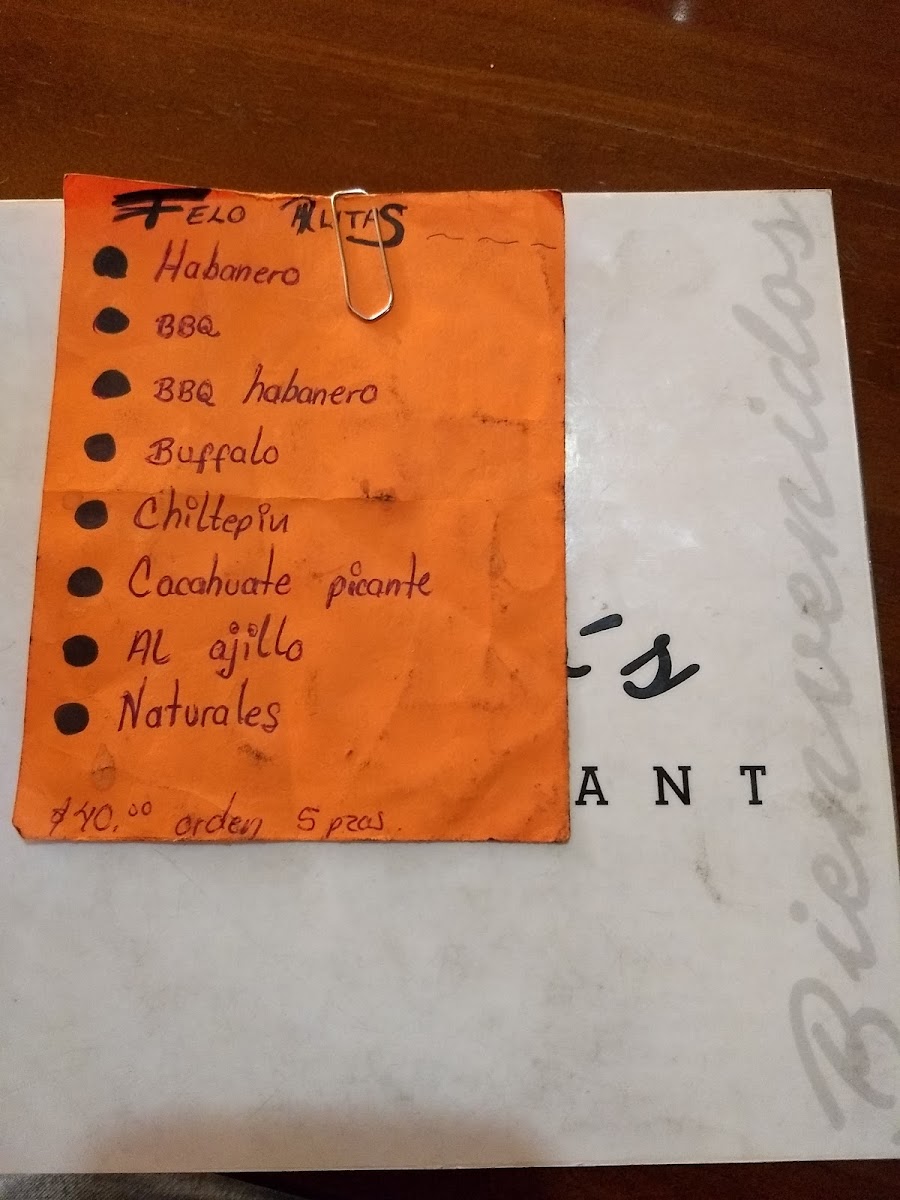 FELO ALITAS
Habanero
BBQ
BBQ habanero
Buffalo
Chiltepin
Cacahuate picante
Al ajillo
Naturales
$40.00 orden 5 pzas.
's
ANT
Bienvenidos